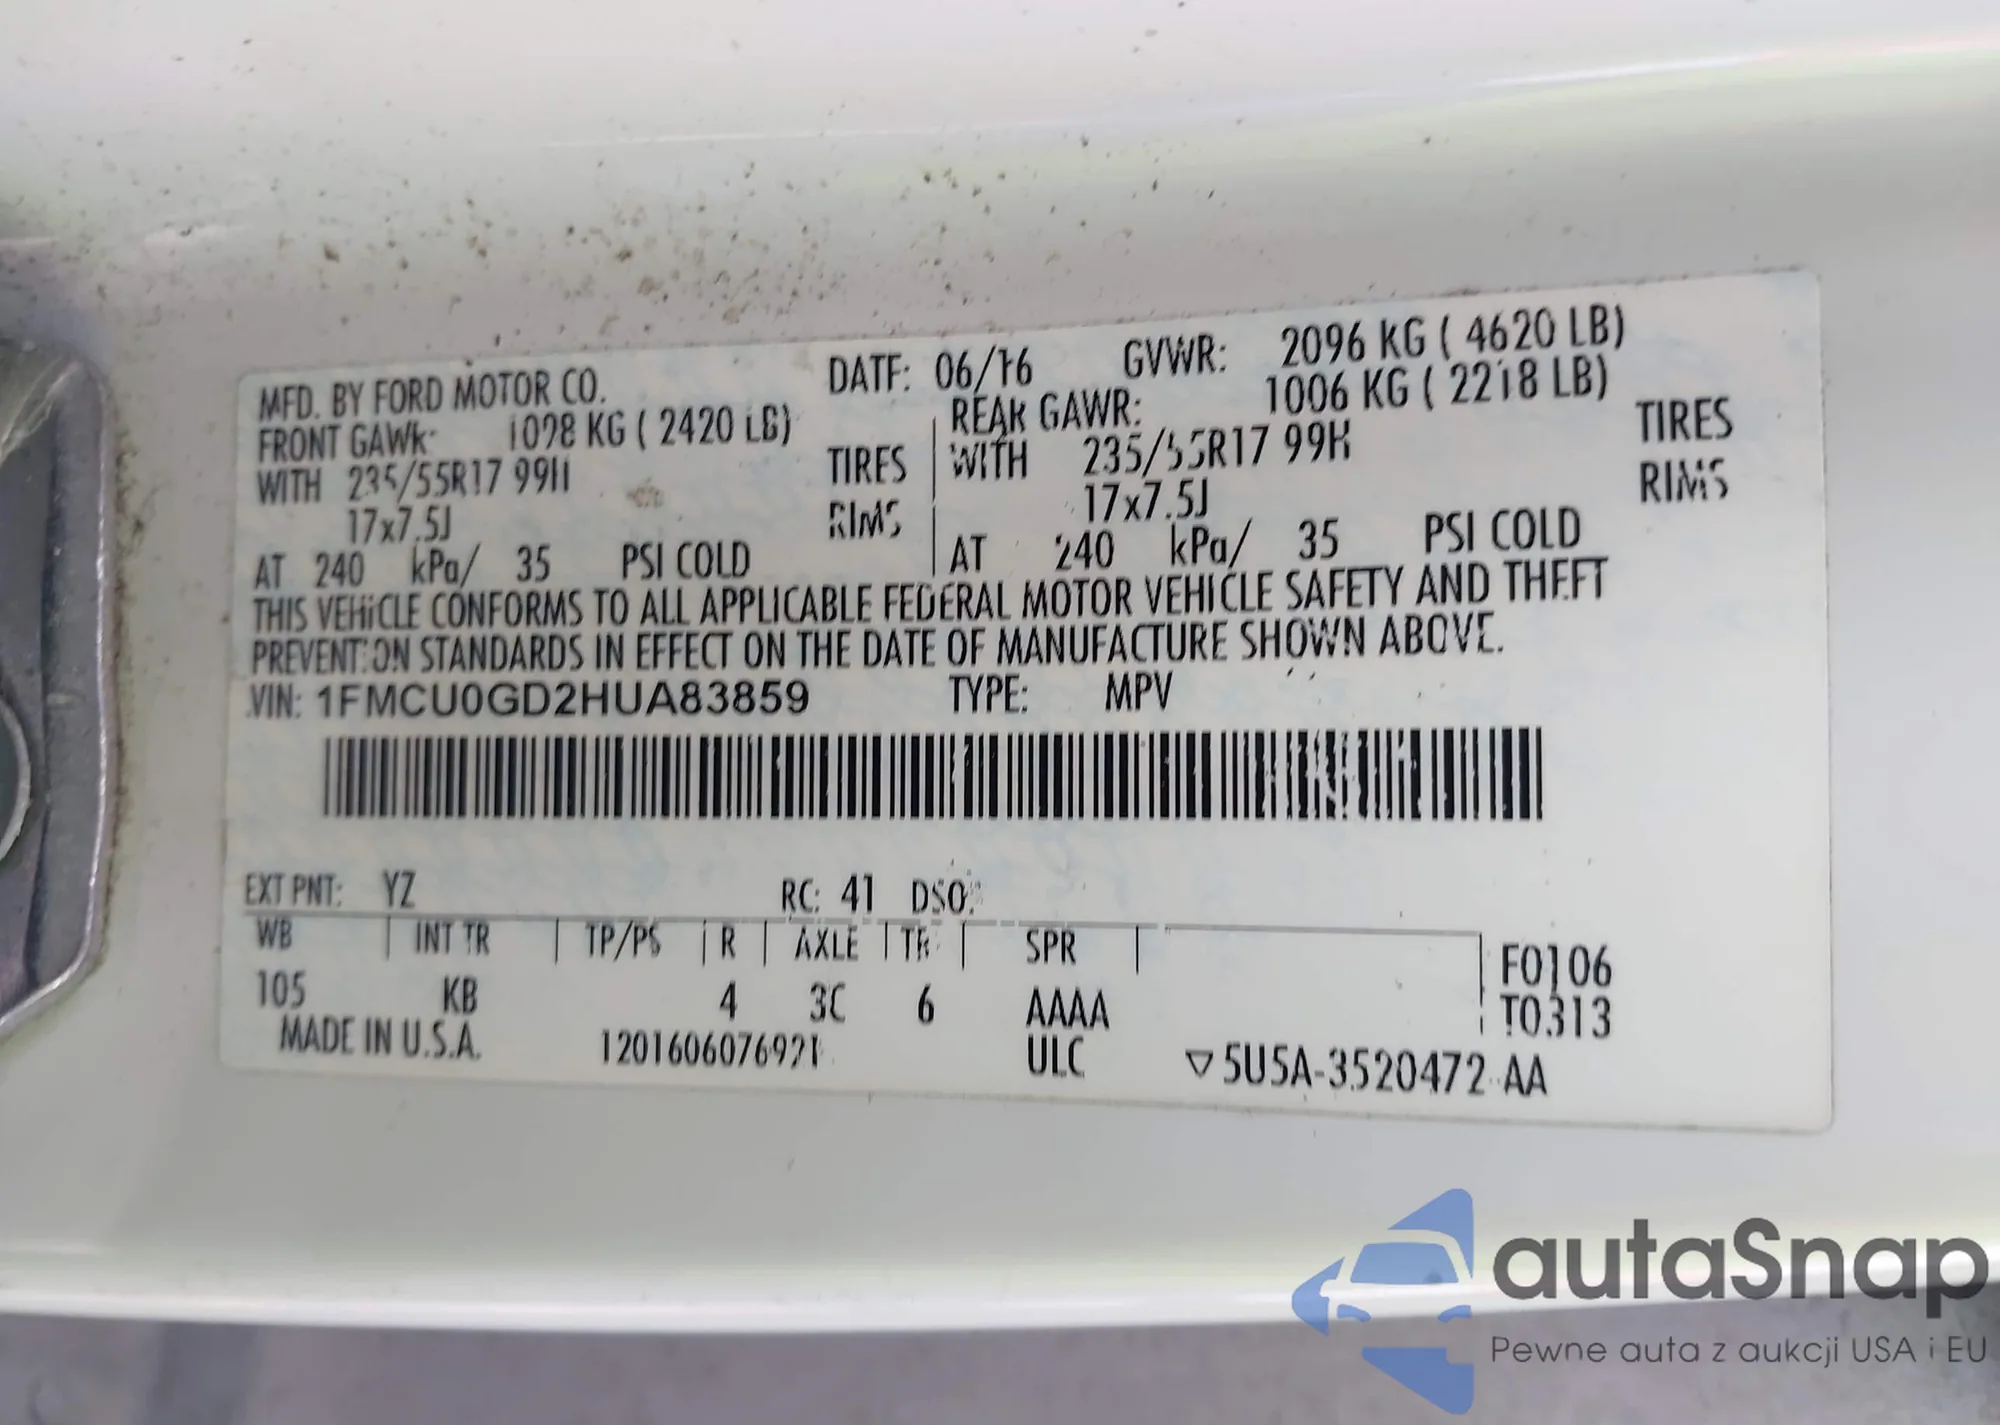 MFD. BY FORD MOTOR CO. DATE: 06/16 GVWR: 2096 KG ( 4620 LB)
FRONT GAWR: 1098 KG ( 2420 LB) REAR GAWR: 1006 KG ( 2218 LB)
WITH 235/55R17 99H TIRES WITH 235/55R17 99H TIRES
17x7.5J RIMS 17x7.5J RIMS
AT 240 kPa/ 35 PSI COLD AT 240 kPa/ 35 PSI COLD
THIS VEHICLE CONFORMS TO ALL APPLICABLE FEDERAL MOTOR VEHICLE SAFETY AND THEFT
PREVENTION STANDARDS IN EFFECT ON THE DATE OF MANUFACTURE SHOWN ABOVE.
VIN: 1FMCU0GD2HUA83859 TYPE: MPV
EXT PNT: YZ RC: 41 DSO:
WB INT TR TP/PS R AXLE TR SPR F0106
105 KB 4 3C 6 AAAA T0313
MADE IN U.S.A. 1201606076921 ULC ▽5U5A-3520472-AA
autaSnap
Pewne auta z aukcji USA i EU